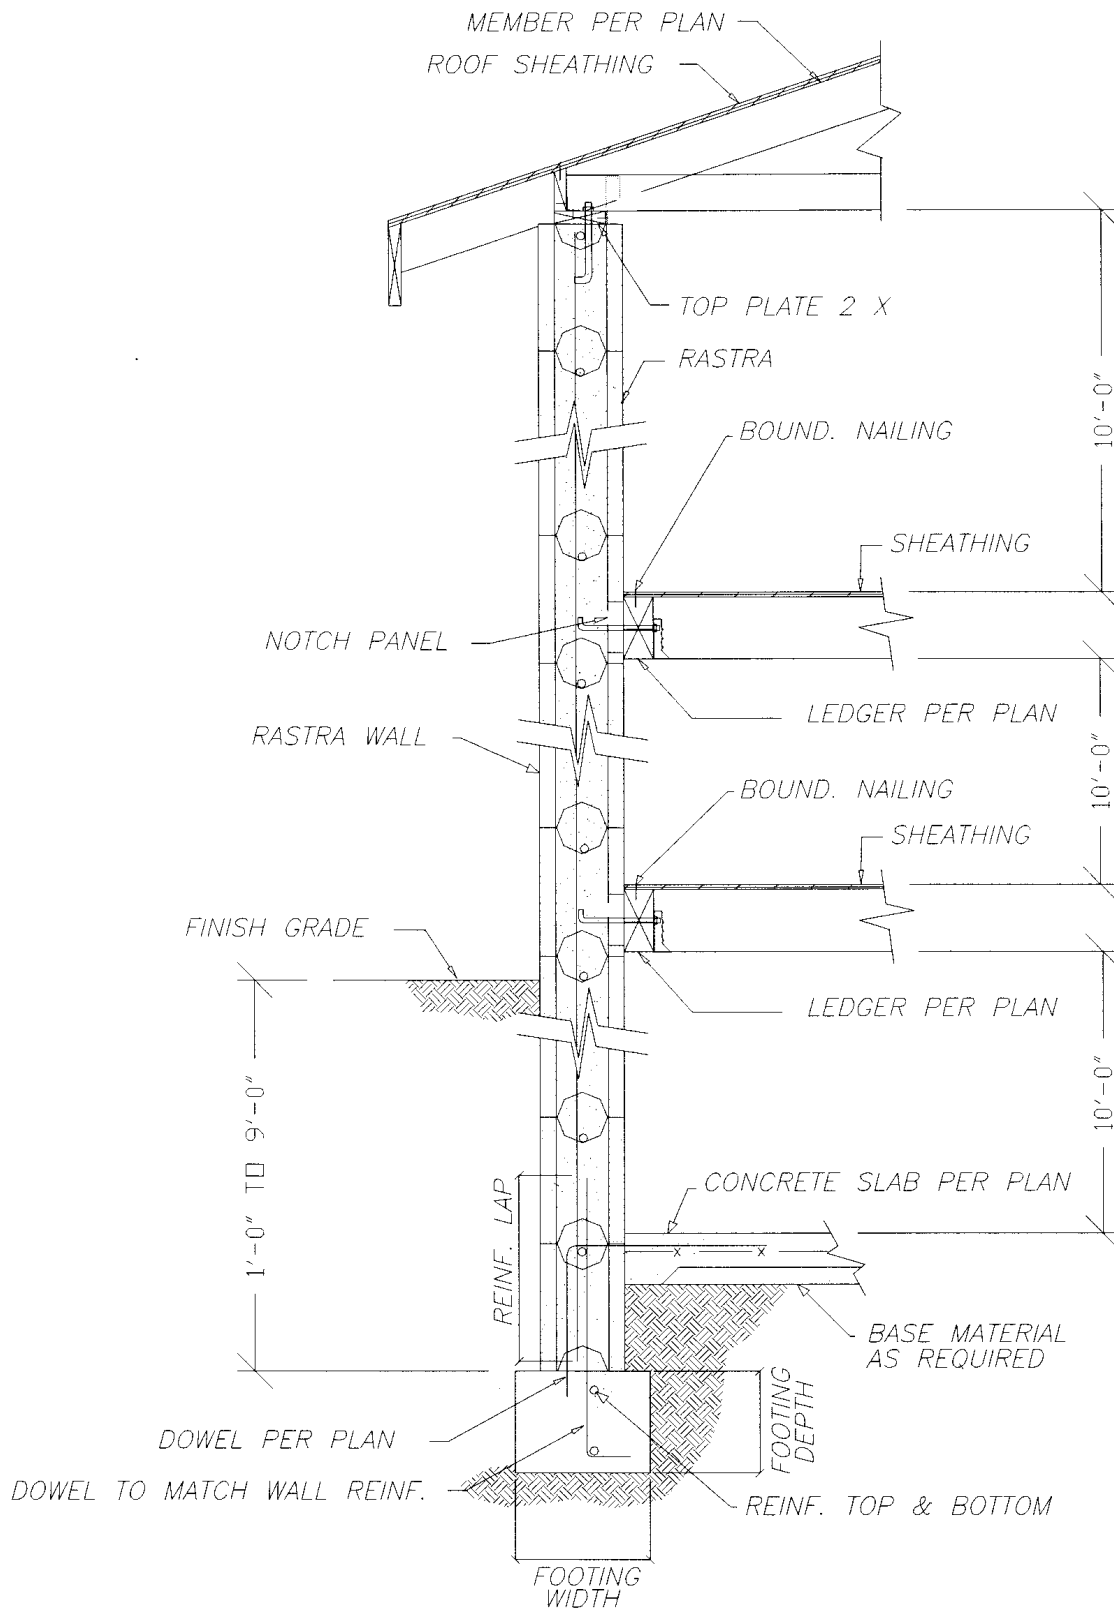 MEMBER PER PLAN
ROOF SHEATHING
TOP PLATE 2 X
RASTRA
10'-0"
BOUND. NAILING
SHEATHING
NOTCH PANEL
LEDGER PER PLAN
RASTRA WALL
10'-0"
BOUND. NAILING
SHEATHING
FINISH GRADE
LEDGER PER PLAN
1'-0" TO 9'-0"
10'-0"
REINF. LAP
CONCRETE SLAB PER PLAN
x x
BASE MATERIAL
AS REQUIRED
FOOTING
DEPTH
DOWEL PER PLAN
DOWEL TO MATCH WALL REINF.
REINF. TOP & BOTTOM
FOOTING
WIDTH